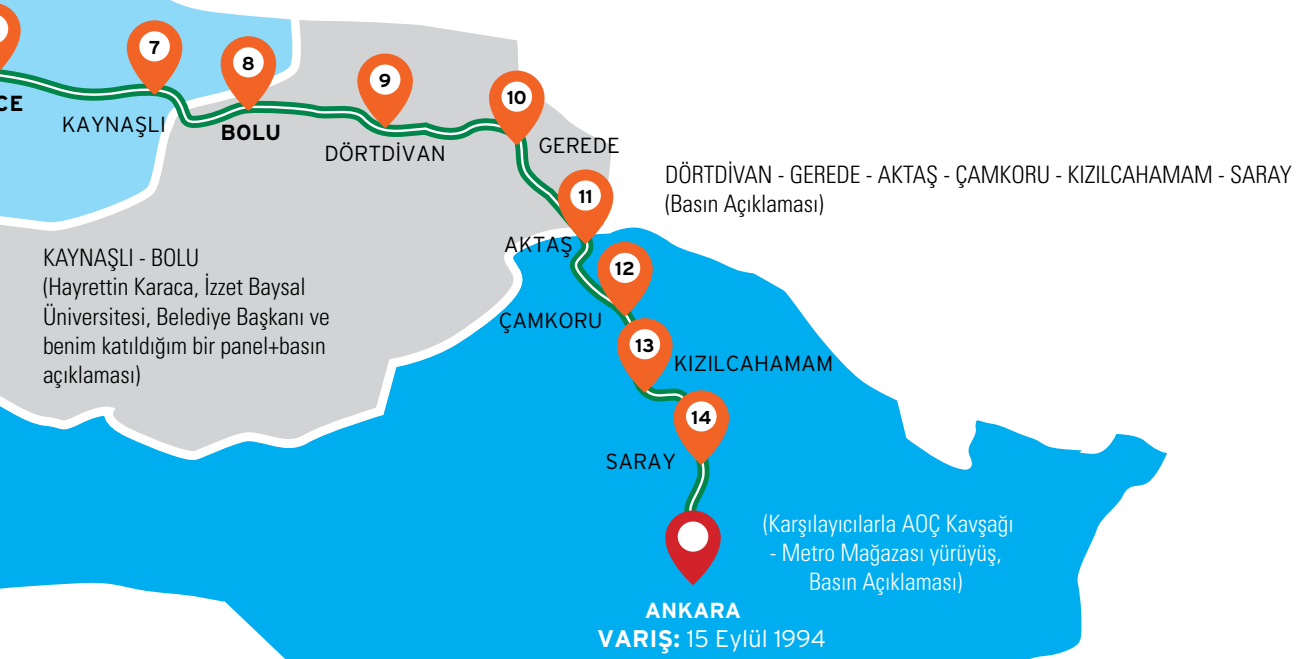 7
8
9
10
CE
KAYNAŞLI
BOLU
DÖRTDİVAN
GEREDE
DÖRTDİVAN - GEREDE - AKTAŞ - ÇAMKORU - KIZILCAHAMAM - SARAY
(Basın Açıklaması)
11
AKTAŞ
KAYNAŞLI - BOLU
(Hayrettin Karaca, İzzet Baysal
Üniversitesi, Belediye Başkanı ve
benim katıldığım bir panel+basın
açıklaması)
12
ÇAMKORU
13
KIZILCAHAMAM
14
SARAY
(Karşılayıcılarla AOÇ Kavşağı
- Metro Mağazası yürüyüş,
Basın Açıklaması)
ANKARA
VARIŞ: 15 Eylül 1994